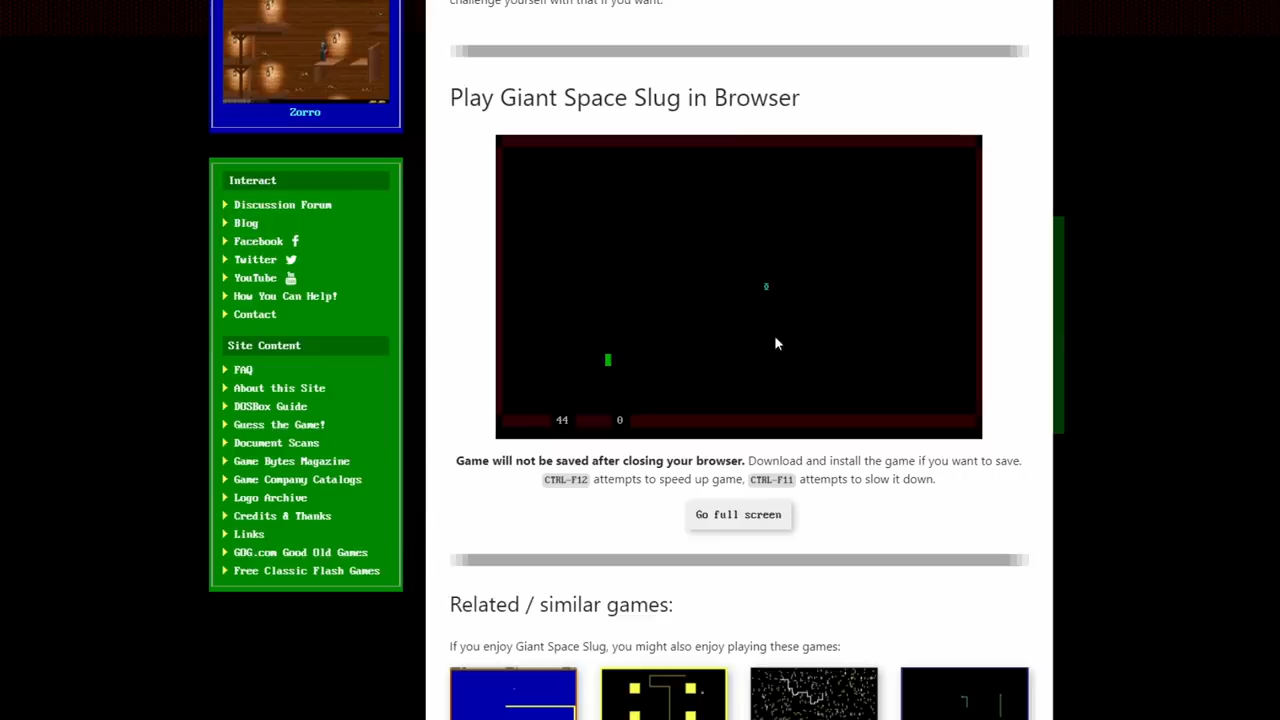 challenge yourself with that if you want.
Zorro
Interact
Discussion Forum
Blog
Facebook
Twitter
YouTube
How You Can Help!
Contact
Site Content
FAQ
About this Site
DOSBox Guide
Guess the Game!
Document Scans
Game Bytes Magazine
Game Company Catalogs
Logo Archive
Credits & Thanks
Links
GOG.com Good Old Games
Free Classic Flash Games
Play Giant Space Slug in Browser
44 0
Game will not be saved after closing your browser. Download and install the game if you want to save.
CTRL-F12 attempts to speed up game, CTRL-F11 attempts to slow it down.
Go full screen
Related / similar games:
If you enjoy Giant Space Slug, you might also enjoy playing these games: